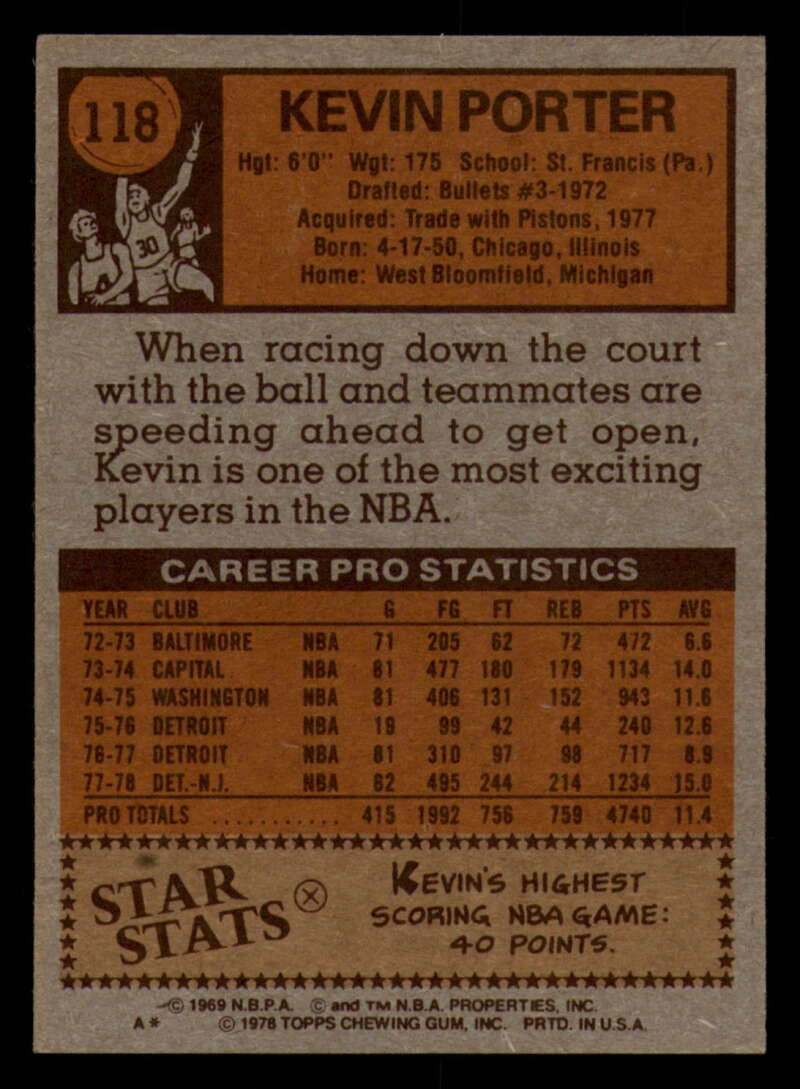 118
KEVIN PORTER
Hgt: 6'0" Wgt: 175 School: St. Francis (Pa.)
Drafted: Bullets #3-1972
Acquired: Trade with Pistons, 1977
Born: 4-17-50, Chicago, Illinois
Home: West Bloomfield, Michigan
30
When racing down the court
with the ball and teammates are
speeding ahead to get open,
Kevin is one of the most exciting
players in the NBA.
CAREER PRO STATISTICS
YEAR CLUB G FG FT REB PTS AVG
72-73 BALTIMORE NBA 71 205 62 72 472 6.6
73-74 CAPITAL NBA 81 477 180 179 1134 14.0
74-75 WASHINGTON NBA 81 406 131 152 943 11.6
75-76 DETROIT NBA 19 99 42 44 240 12.6
76-77 DETROIT NBA 81 310 97 98 717 8.9
77-78 DET.-N.J. NBA 82 495 244 214 1234 15.0
PRO TOTALS ........... 415 1992 756 759 4740 11.4
STAR
STATS
KEVIN'S HIGHEST
SCORING NBA GAME:
40 POINTS.
© 1969 N.B.P.A. © and TM N.B.A. PROPERTIES, INC.
A* © 1978 TOPPS CHEWING GUM, INC. PRTD. IN U.S.A.